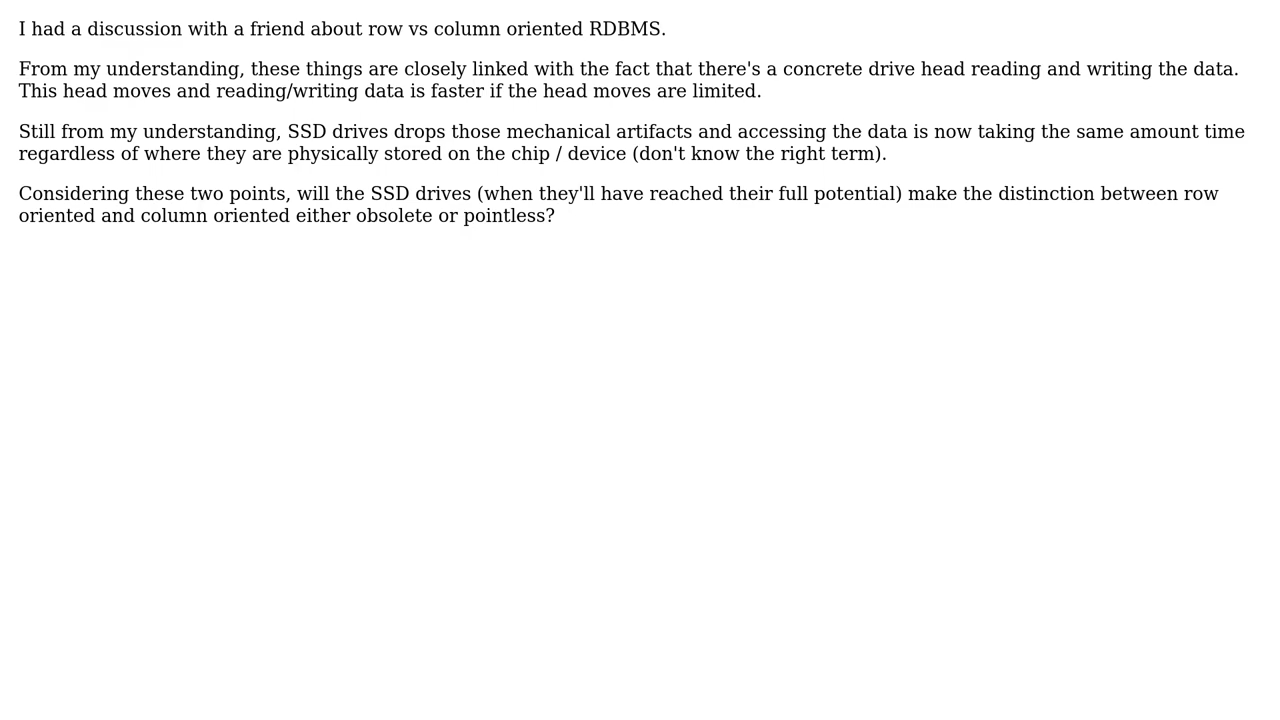 I had a discussion with a friend about row vs column oriented RDBMS.
From my understanding, these things are closely linked with the fact that there's a concrete drive head reading and writing the data.
This head moves and reading/writing data is faster if the head moves are limited.
Still from my understanding, SSD drives drops those mechanical artifacts and accessing the data is now taking the same amount time
regardless of where they are physically stored on the chip / device (don't know the right term).
Considering these two points, will the SSD drives (when they'll have reached their full potential) make the distinction between row
oriented and column oriented either obsolete or pointless?